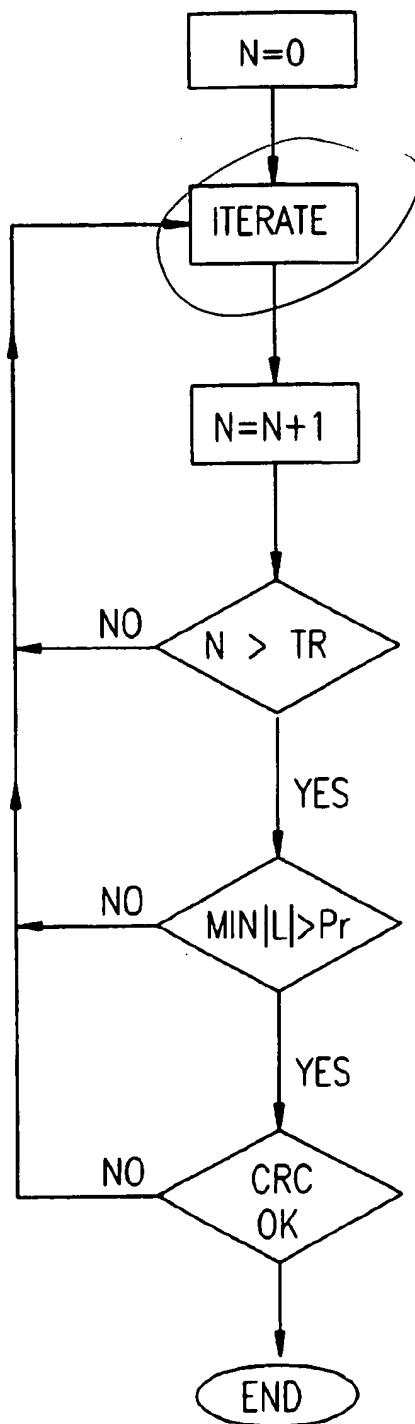 N=0
ITERATE
N=N+1
NO
N > TR
YES
NO
MIN|L|>Pr
YES
NO
CRC
OK
END